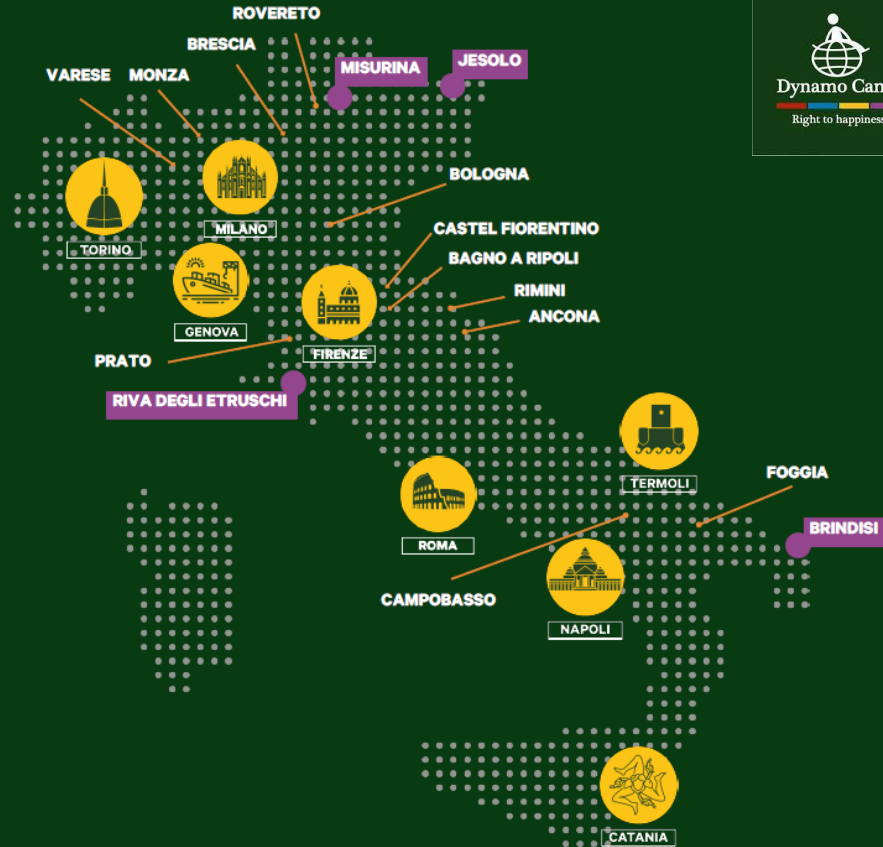 ROVERETO
BRESCIA
MISURINA
JESOLO
VARESE
MONZA
Dynamo
Right to happiness
BOLOGNA
MILANO
CASTEL FIORENTINO
TORINO
BAGNO A RIPOLI
RIMINI
ANCONA
GENOVA
FIRENZE
PRATO
RIVA DEGLI ETRUSCHI
TERMOLI
FOGGIA
BRINDISI
ROMA
CAMPOBASSO
NAPOLI
CATANIA